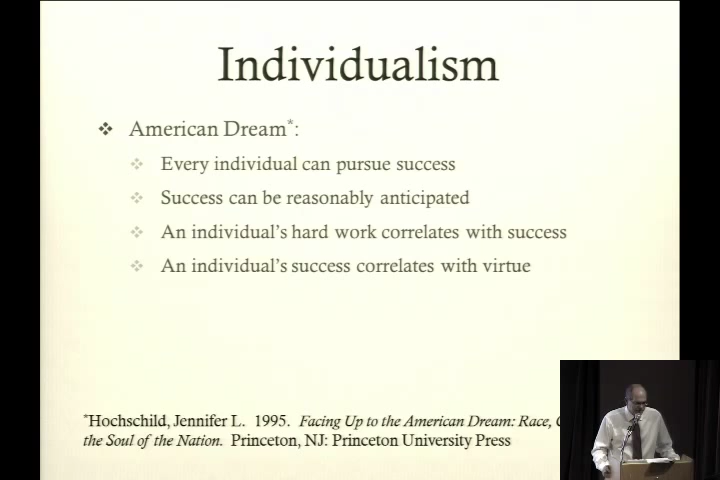 Individualism
❖ American Dream*:
❖ Every individual can pursue success
❖ Success can be reasonably anticipated
❖ An individual's hard work correlates with success
❖ An individual's success correlates with virtue
*Hochschild, Jennifer L. 1995. Facing Up to the American Dream: Race,
the Soul of the Nation. Princeton, NJ: Princeton University Press